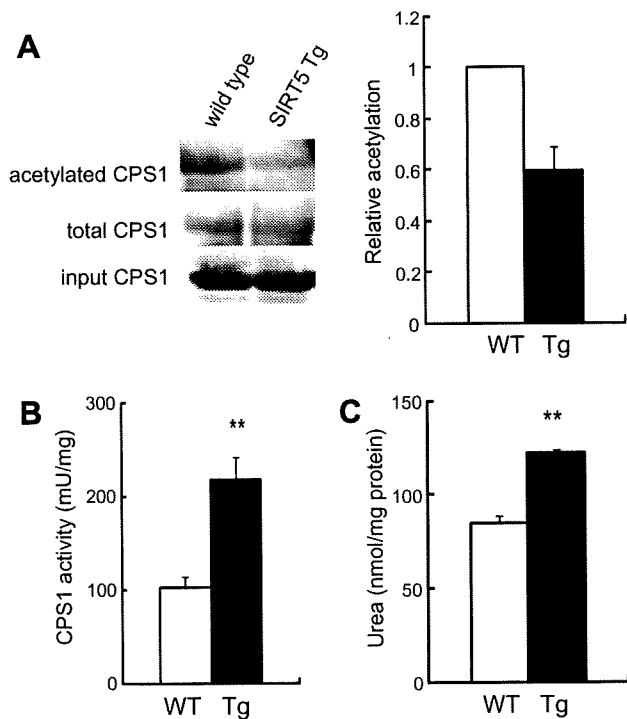 A
wild type
SIRT5 Tg
acetylated CPS1
total CPS1
input CPS1
Relative acetylation
1.2
1
0.8
0.6
0.4
0.2
0
WT Tg
B
CPS1 activity (mU/mg)
300
200
100
0
**
WT Tg
C
Urea (nmol/mg protein)
150
100
50
0
**
WT Tg